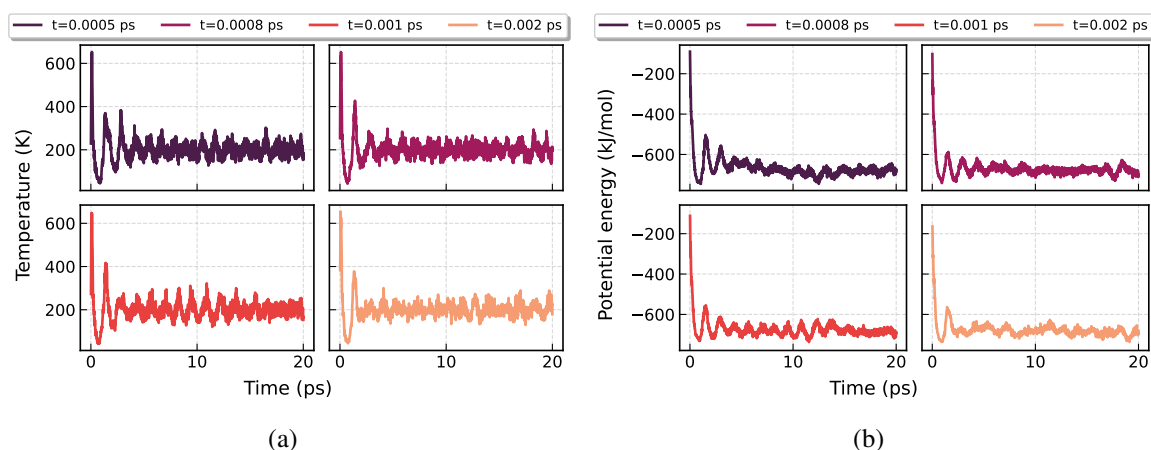 t=0.0005 ps t=0.0008 ps t=0.001 ps t=0.002 ps
600
400
200
600
400
200
Temperature (K)
0 10 20 0 10 20
Time (ps)
(a)
t=0.0005 ps t=0.0008 ps t=0.001 ps t=0.002 ps
−200
−400
−600
−200
−400
−600
Potential energy (kJ/mol)
0 10 20 0 10 20
Time (ps)
(b)